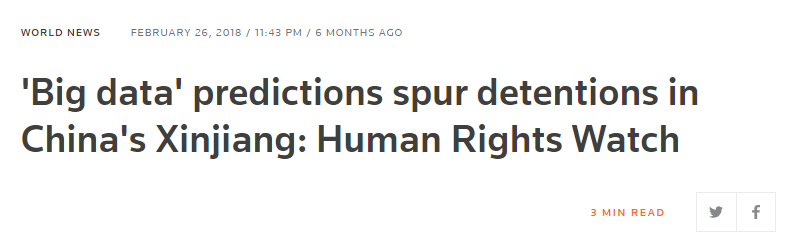 WORLD NEWS FEBRUARY 26, 2018 / 11:43 PM / 6 MONTHS AGO
'Big data' predictions spur detentions in
China's Xinjiang: Human Rights Watch
3 MIN READ